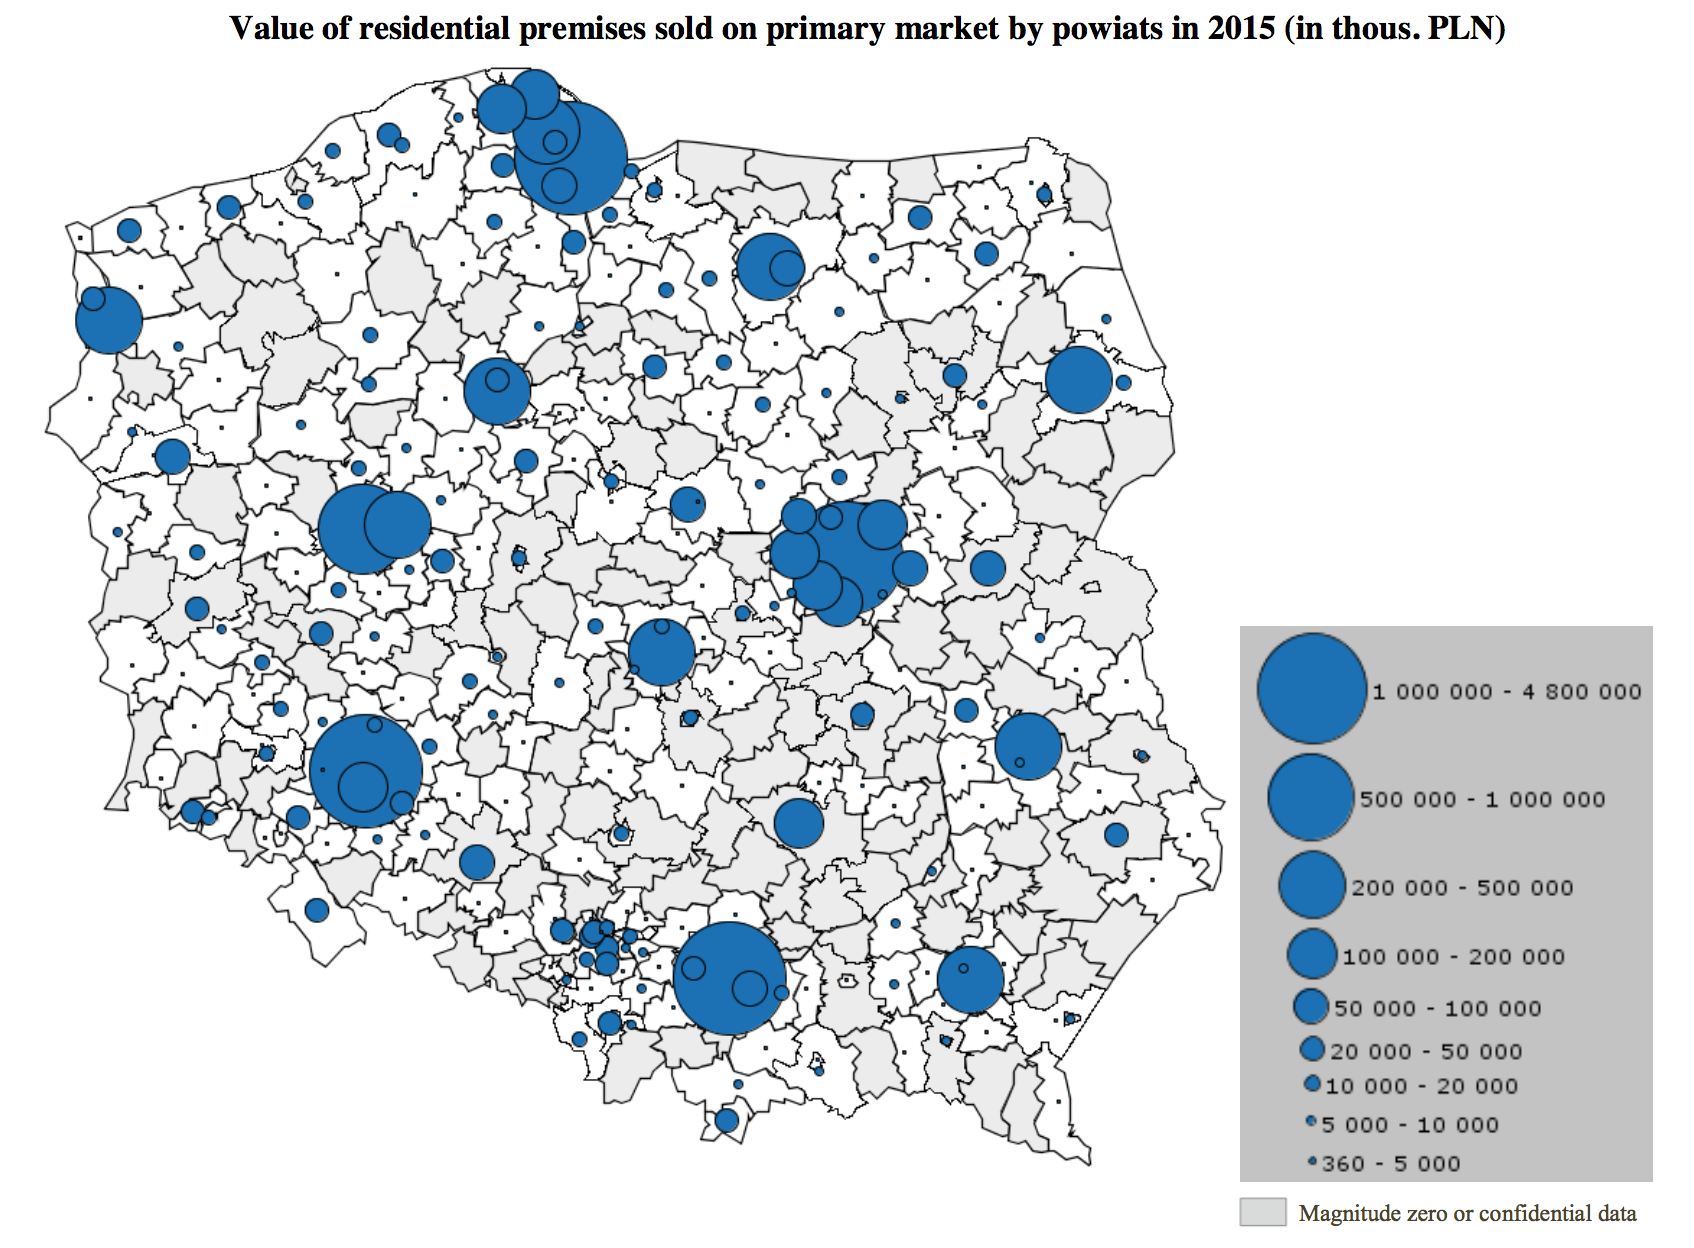 Value of residential premises sold on primary market by powiats in 2015 (in thous. PLN)
1 000 000 - 4 800 000
500 000 - 1 000 000
200 000 - 500 000
100 000 - 200 000
50 000 - 100 000
20 000 - 50 000
10 000 - 20 000
5 000 - 10 000
360 - 5 000
Magnitude zero or confidential data